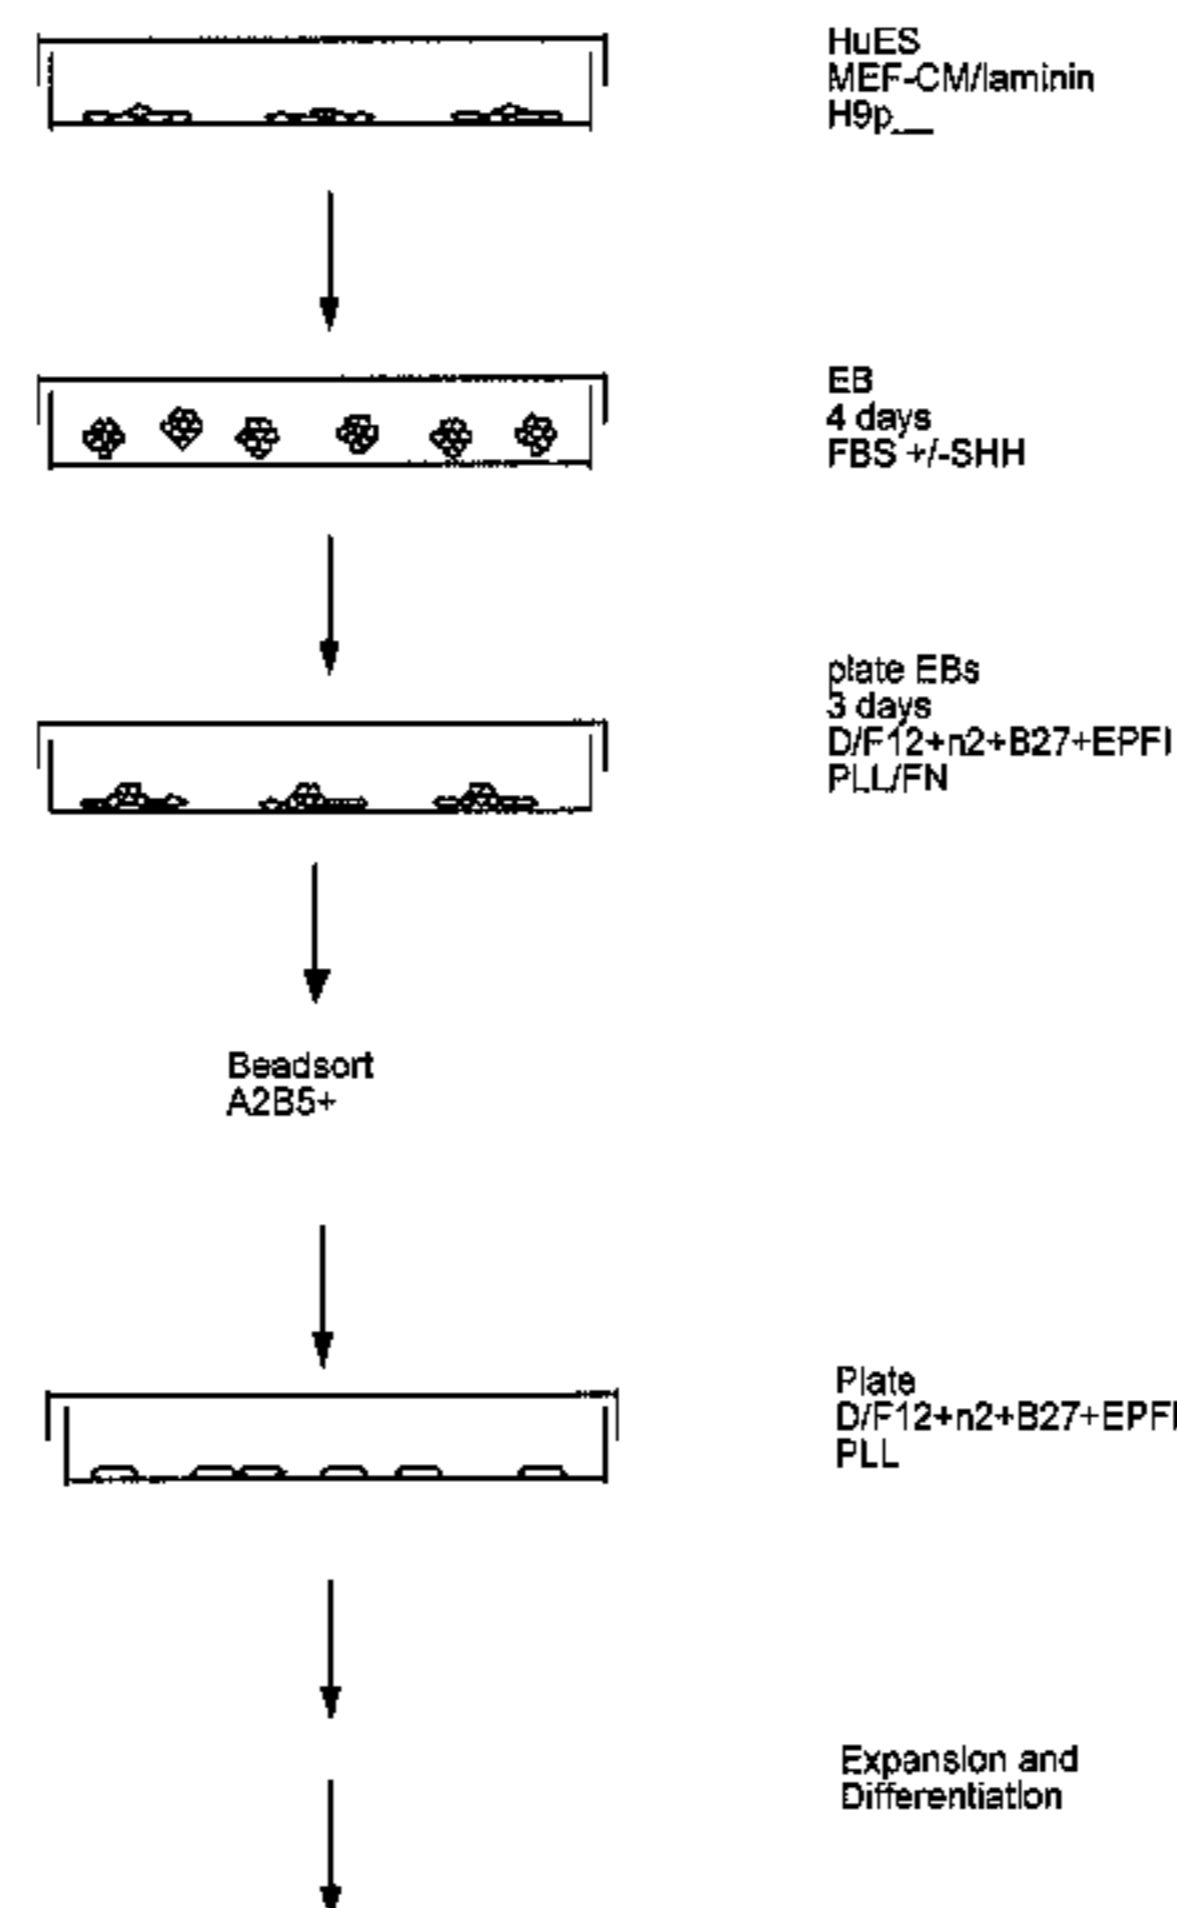 HuES
MEF-CM/laminin
H9p__
EB
4 days
FBS +/-SHH
plate EBs
3 days
D/F12+n2+B27+EPFI
PLL/FN
Beadsort
A2B5+
Plate
D/F12+n2+B27+EPFI
PLL
Expansion and
Differentiation